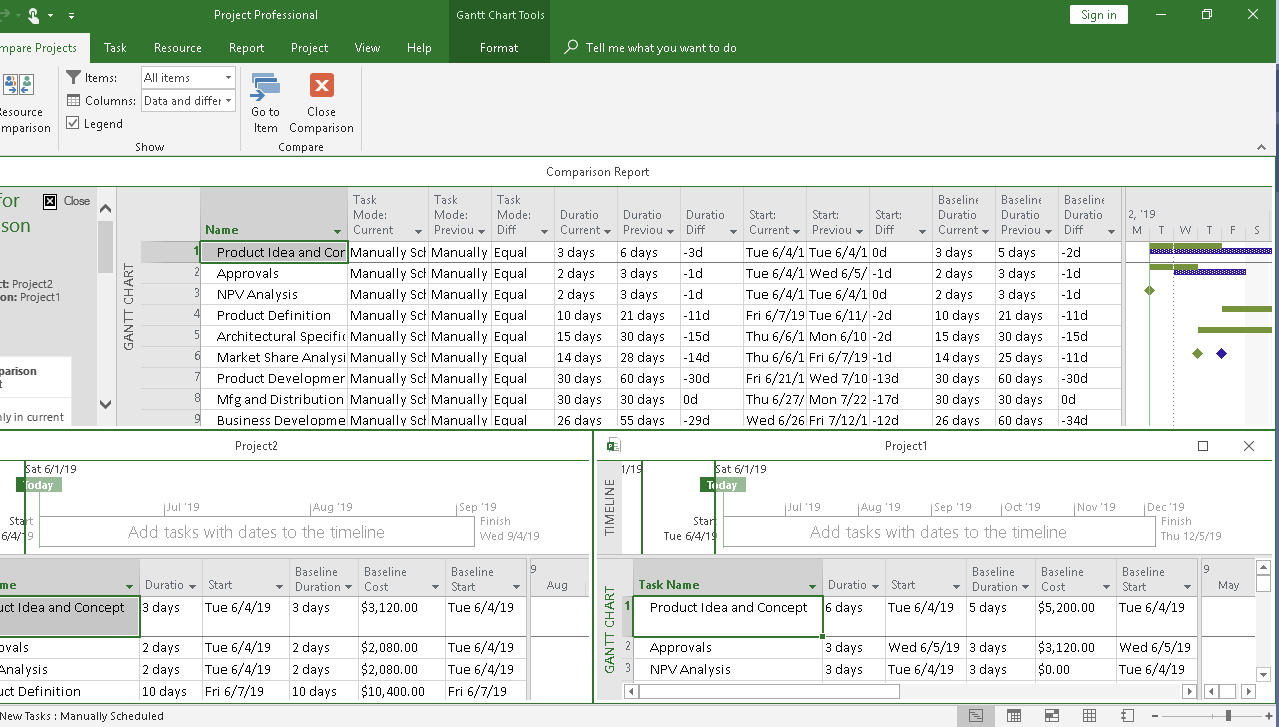 Project Professional
Gantt Chart Tools
Sign in
mpare Projects Task Resource Report Project View Help Format Tell me what you want to do
Resource
mparison
Items: All items
Columns: Data and differ
Legend
Show
Go to
Item
Close
Comparison
Compare
Comparison Report
for
son
Close
ct: Project2
on: Project1
parison
t
nly in current
GANTT CHART
Name Task Mode: Current Task Mode: Previou Task Mode: Diff Duratio Current Duratio Previou Duratio Diff Start: Current Start: Previou Start: Diff Baseline Duratio Current Baseline Duratio Previou Baseline Duratio Diff
2, '19
M T W T F S
1 Product Idea and Cor Manually Sch Manually Equal 3 days 6 days -3d Tue 6/4/1 Tue 6/4/1 0d 3 days 5 days -2d
2 Approvals Manually Sch Manually Equal 2 days 3 days -1d Tue 6/4/1 Wed 6/5/ -1d 2 days 3 days -1d
3 NPV Analysis Manually Sch Manually Equal 2 days 3 days -1d Tue 6/4/1 Tue 6/4/1 0d 2 days 3 days -1d
4 Product Definition Manually Sch Manually Equal 10 days 21 days -11d Fri 6/7/19 Tue 6/11/ -2d 10 days 21 days -11d
5 Architectural Specific Manually Sch Manually Equal 15 days 30 days -15d Thu 6/6/1 Mon 6/10 -2d 15 days 30 days -15d
6 Market Share Analysi Manually Sch Manually Equal 14 days 28 days -14d Thu 6/6/1 Fri 6/7/19 -1d 14 days 25 days -11d
7 Product Developmer Manually Sch Manually Equal 30 days 60 days -30d Fri 6/21/1 Wed 7/10 -13d 30 days 60 days -30d
8 Mfg and Distribution Manually Sch Manually Equal 30 days 30 days 0d Thu 6/27/ Mon 7/22 -17d 30 days 30 days 0d
9 Business Developme Manually Sch Manually Equal 26 days 55 days -29d Wed 6/26 Fri 7/12/1 -12d 26 days 60 days -34d
Project2
Sat 6/1/19
Today
Jul '19 Aug '19 Sep '19
Start
6/4/19
Add tasks with dates to the timeline
Finish
Wed 9/4/19
me Duratio Start Baseline Duration Baseline Cost Baseline Start
9
Aug
uct Idea and Concept 3 days Tue 6/4/19 3 days $3,120.00 Tue 6/4/19
ovals 2 days Tue 6/4/19 2 days $2,080.00 Tue 6/4/19
Analysis 2 days Tue 6/4/19 2 days $2,080.00 Tue 6/4/19
uct Definition 10 days Fri 6/7/19 10 days $10,400.00 Fri 6/7/19
Project1
TIMELINE
1/19
Sat 6/1/19
Today
Jul '19 Aug '19 Sep '19 Oct '19 Nov '19 Dec '19
Start
Tue 6/4/19
Add tasks with dates to the timeline
Finish
Thu 12/5/19
GANTT CHART
Task Name Duratio Start Baseline Duration Baseline Cost Baseline Start
9
May
1 Product Idea and Concept 6 days Tue 6/4/19 5 days $5,200.00 Tue 6/4/19
2 Approvals 3 days Wed 6/5/19 3 days $3,120.00 Wed 6/5/19
3 NPV Analysis 3 days Tue 6/4/19 3 days $0.00 Tue 6/4/19
New Tasks : Manually Scheduled